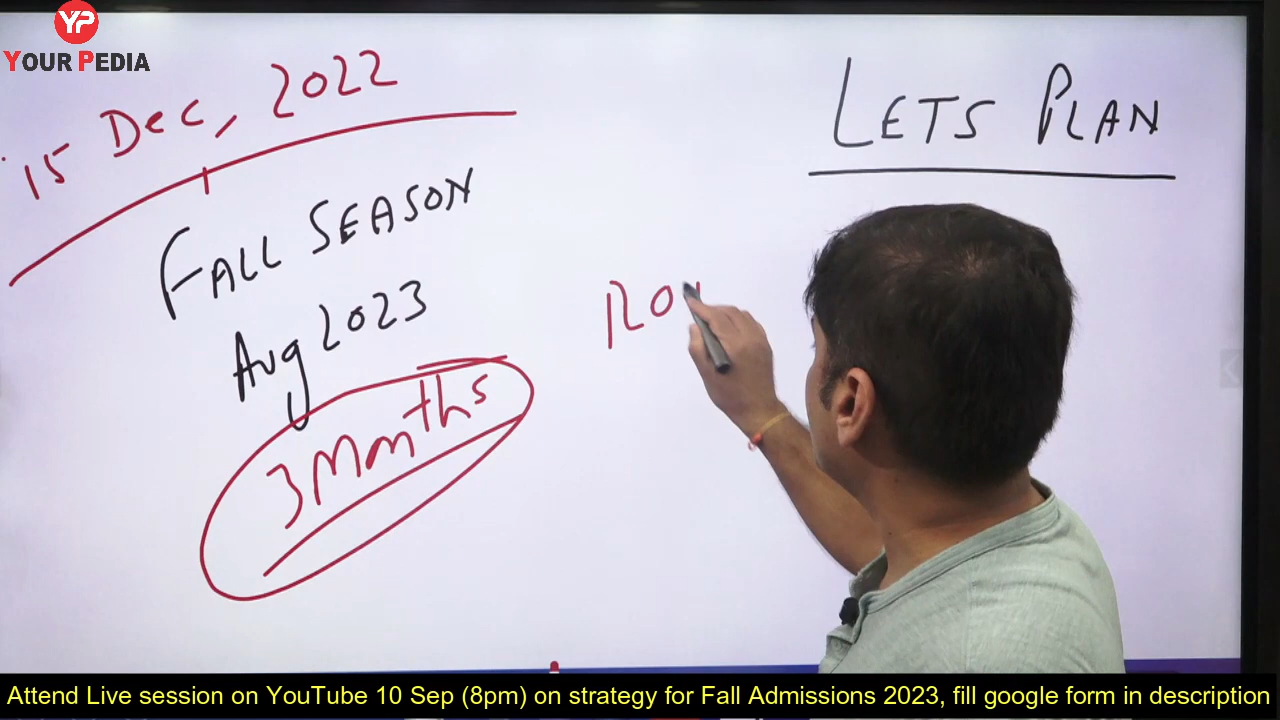 YP
YOUR PEDIA
15 Dec, 2022
LETS PLAN
FALL SEASON
Aug 2023
3 Months
Attend Live session on YouTube 10 Sep (8pm) on strategy for Fall Admissions 2023, fill google form in description